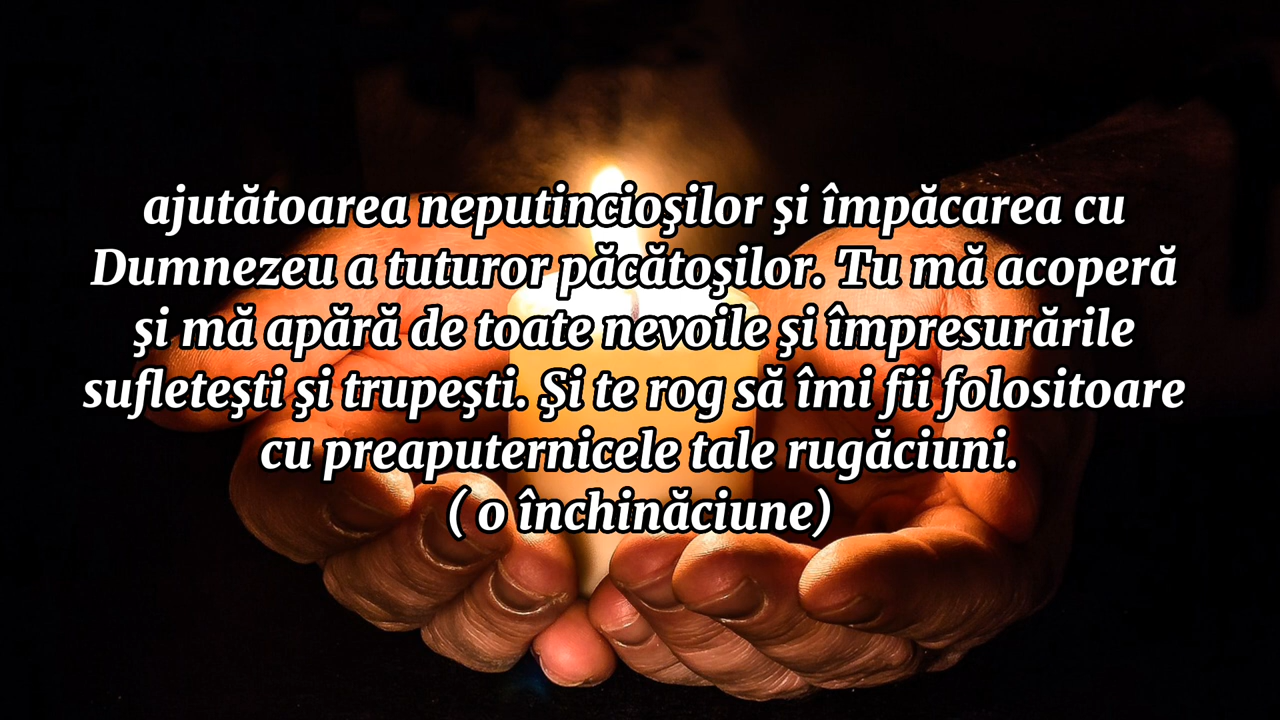 ajutătoarea neputincioşilor şi împăcarea cu
Dumnezeu a tuturor păcătoşilor. Tu mă acoperă
şi mă apără de toate nevoile şi împresurările
sufleteşti şi trupeşti. Şi te rog să îmi fii folositoare
cu preaputernicele tale rugăciuni.
( o închinăciune)